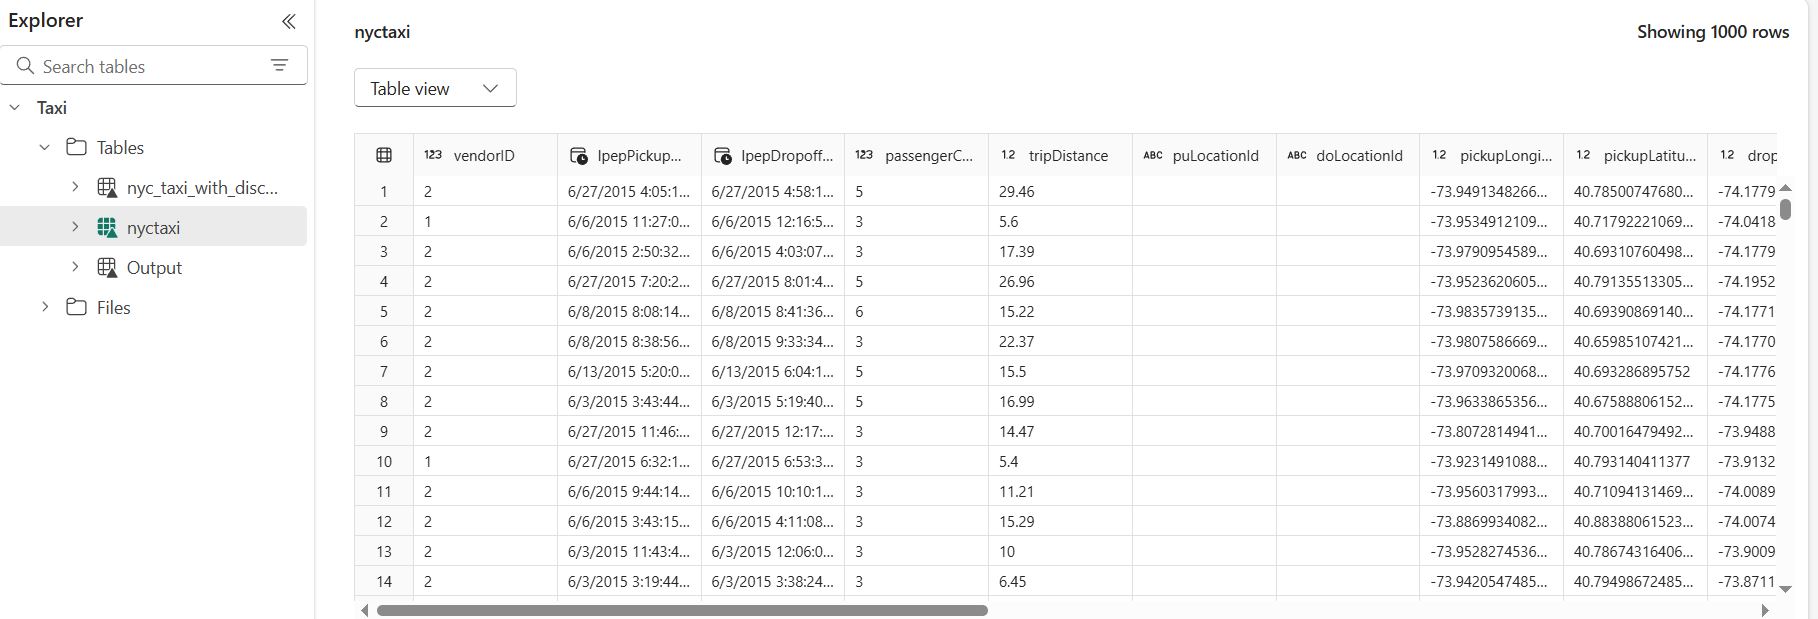 Explorer
Search tables
Taxi
Tables
nyc_taxi_with_disc...
nyctaxi
Output
Files
nyctaxi
Showing 1000 rows
Table view
123 vendorID lpepPickup... lpepDropoff... 123 passengerC... 1.2 tripDistance ABC puLocationId ABC doLocationId 1.2 pickupLongi... 1.2 pickupLatitu... 1.2 drop
1 2 6/27/2015 4:05:1... 6/27/2015 4:58:1... 5 29.46 -73.9491348266... 40.78500747680... -74.1779
2 1 6/6/2015 11:27:0... 6/6/2015 12:16:5... 3 5.6 -73.9534912109... 40.71792221069... -74.0418
3 2 6/6/2015 2:50:32... 6/6/2015 4:03:07... 3 17.39 -73.9790954589... 40.69310760498... -74.1779
4 2 6/27/2015 7:20:2... 6/27/2015 8:01:4... 5 26.96 -73.9523620605... 40.79135513305... -74.1952
5 2 6/8/2015 8:08:14... 6/8/2015 8:41:36... 6 15.22 -73.9835739135... 40.69390869140... -74.1771
6 2 6/8/2015 8:38:56... 6/8/2015 9:33:34... 3 22.37 -73.9807586669... 40.65985107421... -74.1770
7 2 6/13/2015 5:20:0... 6/13/2015 6:04:1... 5 15.5 -73.9709320068... 40.693286895752 -74.1776
8 2 6/3/2015 3:43:44... 6/3/2015 5:19:40... 5 16.99 -73.9633865356... 40.67588806152... -74.1775
9 2 6/27/2015 11:46:... 6/27/2015 12:17:... 3 14.47 -73.8072814941... 40.70016479492... -73.9488
10 1 6/27/2015 6:32:1... 6/27/2015 6:53:3... 3 5.4 -73.9231491088... 40.793140411377 -73.9132
11 2 6/6/2015 9:44:14... 6/6/2015 10:10:1... 3 11.21 -73.9560317993... 40.71094131469... -74.0089
12 2 6/6/2015 3:43:15... 6/6/2015 4:11:08... 3 15.29 -73.8869934082... 40.88388061523... -74.0074
13 2 6/3/2015 11:43:4... 6/3/2015 12:06:0... 3 10 -73.9528274536... 40.78674316406... -73.9009
14 2 6/3/2015 3:19:44... 6/3/2015 3:38:24... 3 6.45 -73.9420547485... 40.79498672485... -73.8711